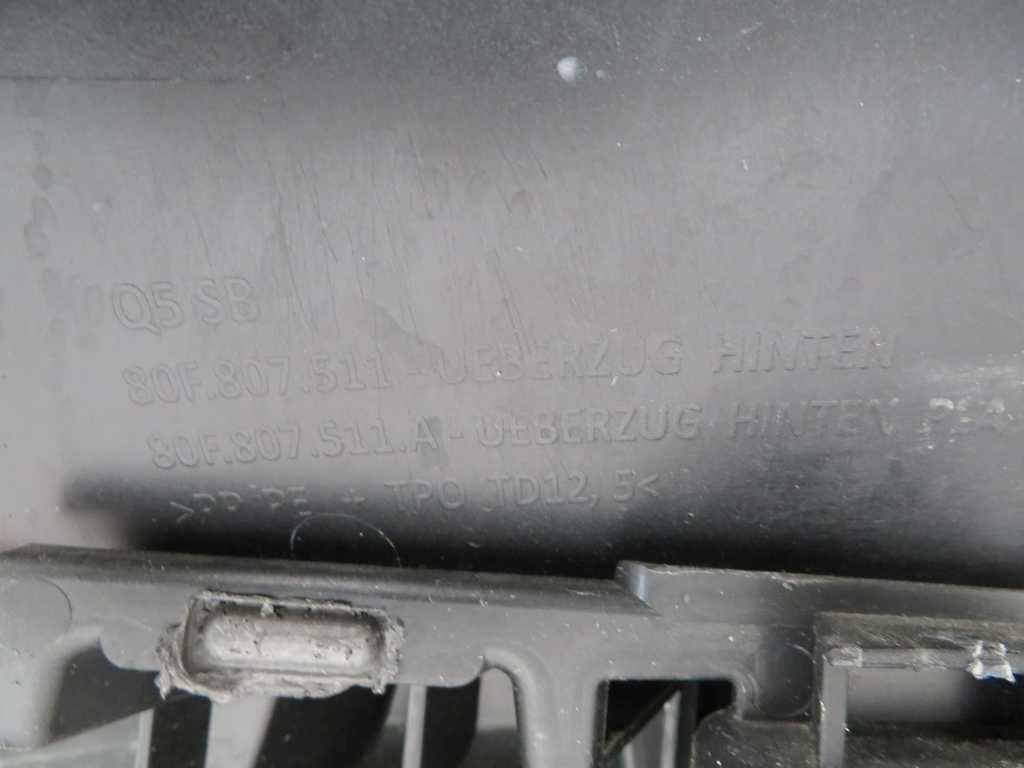 Q5 SB
80F.807.511 - UEBERZUG HINTEN
80F.807.511.A - UEBERZUG HINTEN
>PP/PE + TPO TD12,5<